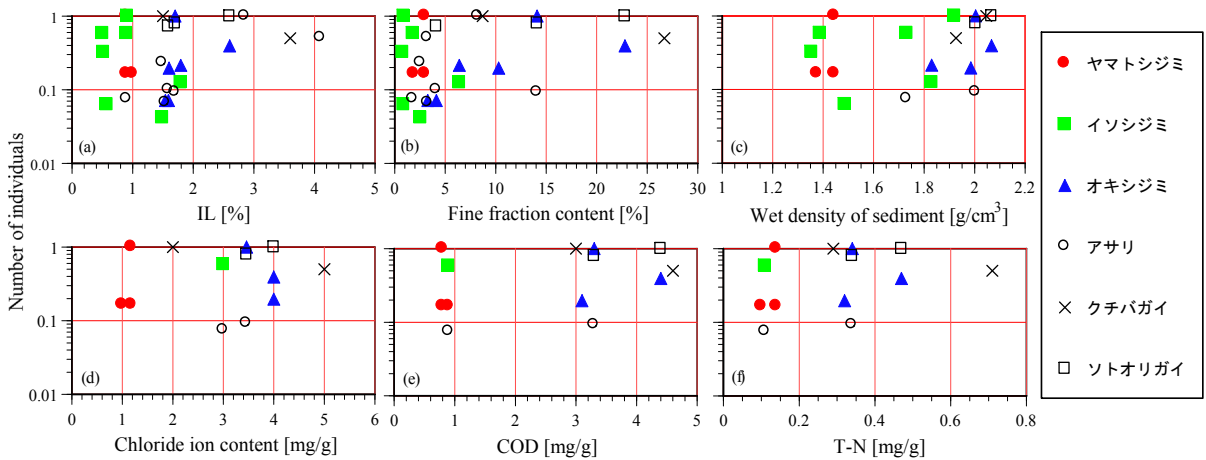 Number of individuals
1
0.1
0.01
(a)
0 1 2 3 4 5
IL [%]
(b)
0 5 10 15 20 25 30
Fine fraction content [%]
(c)
1 1.2 1.4 1.6 1.8 2 2.2
Wet density of sediment [g/cm³]
1
0.1
0.01
(d)
0 1 2 3 4 5 6
Chloride ion content [mg/g]
(e)
0 1 2 3 4 5
COD [mg/g]
(f)
0 0.2 0.4 0.6 0.8
T-N [mg/g]
ヤマトシジミ
イソシジミ
オキシジミ
アサリ
クチバガイ
ソトオリガイ